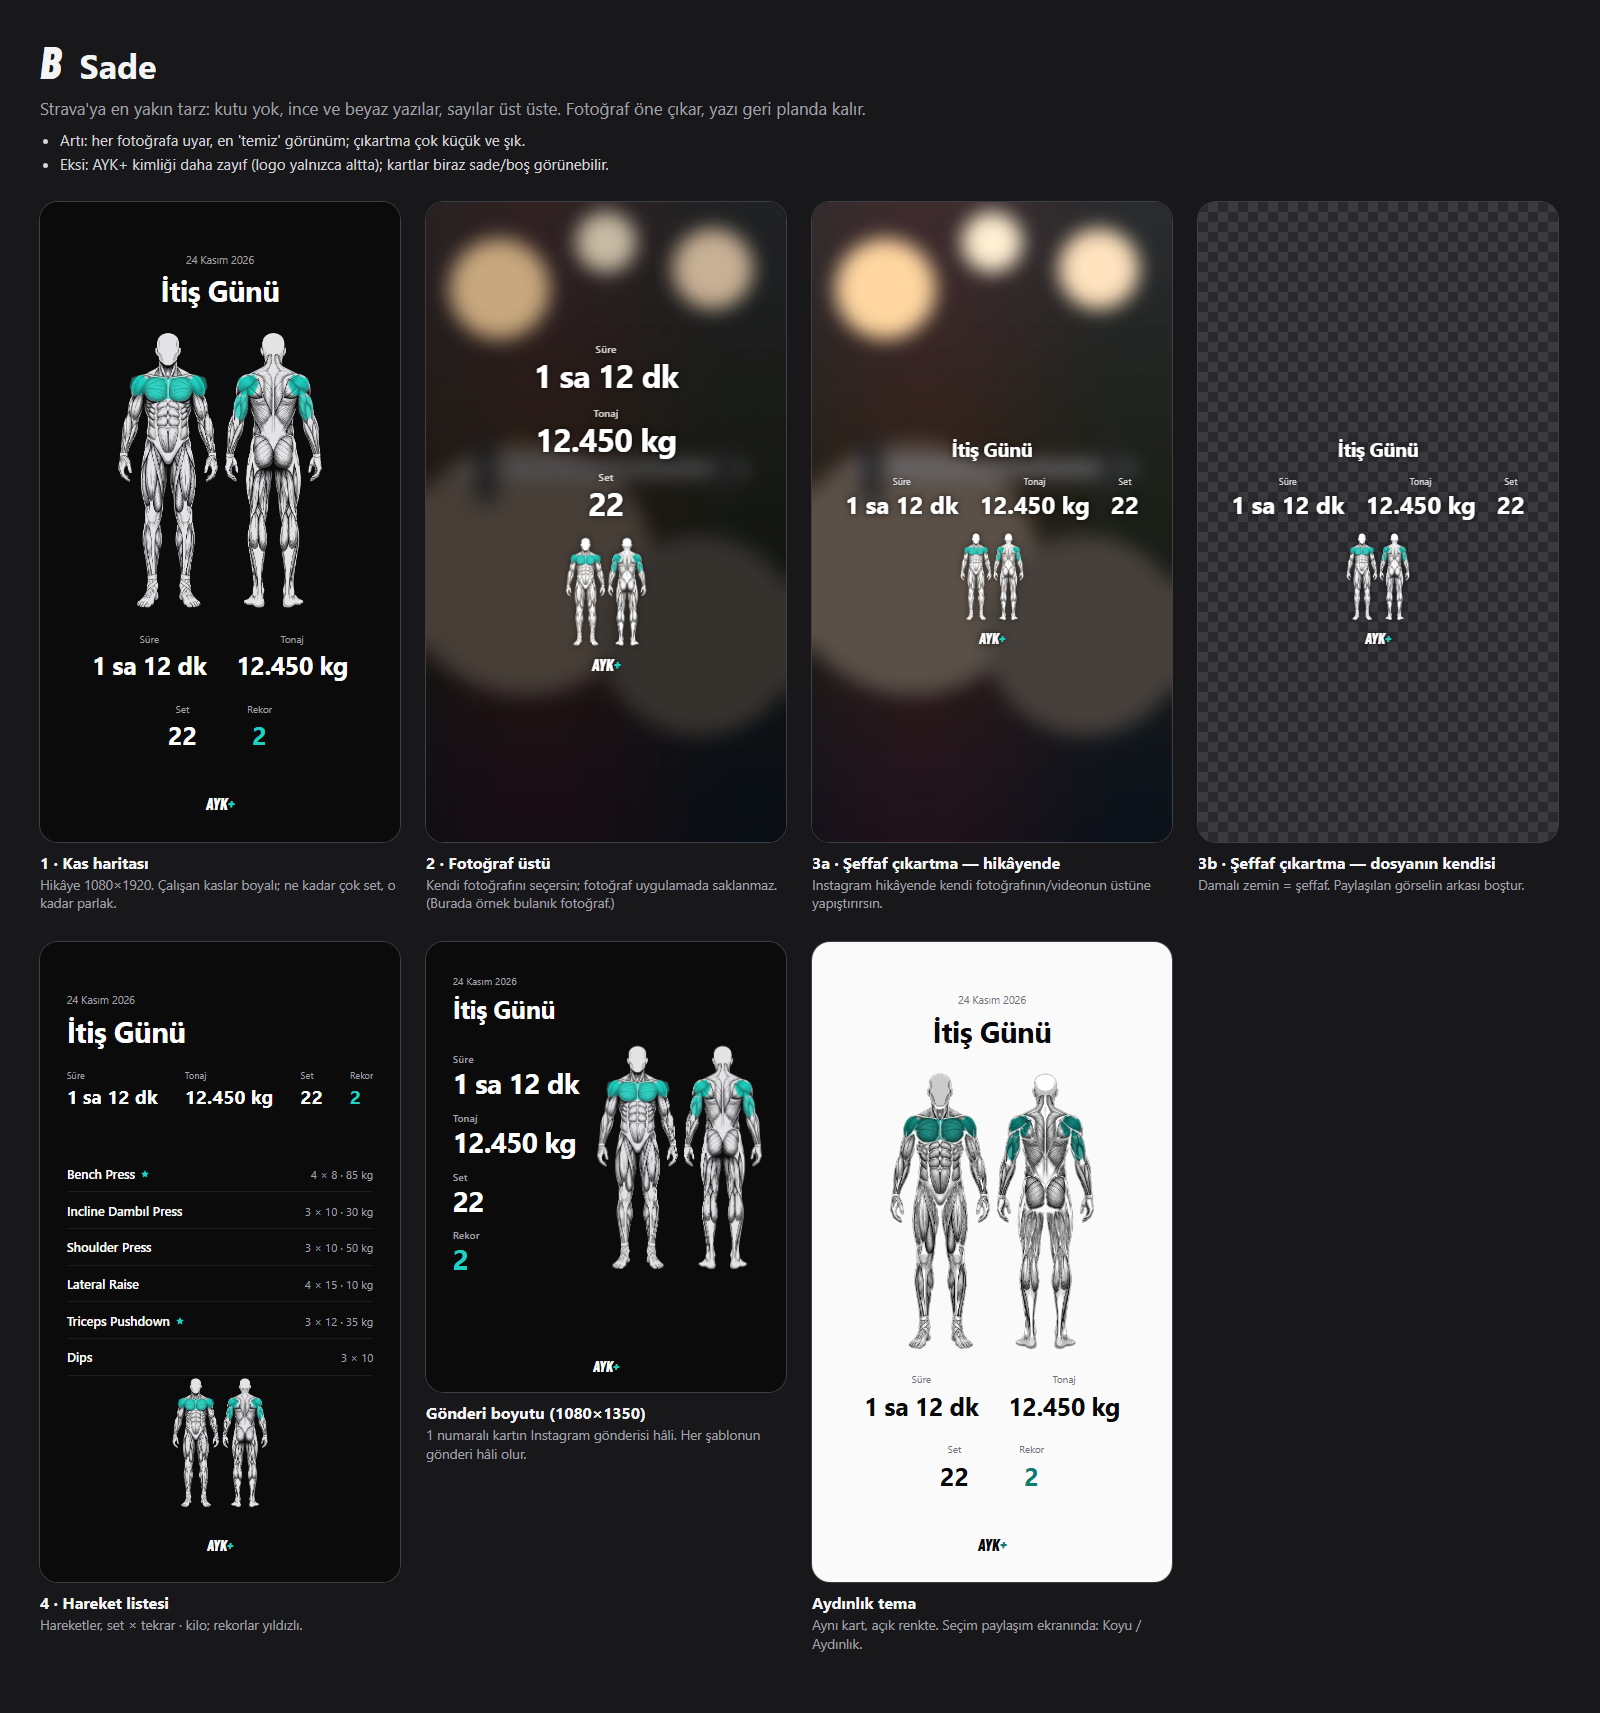 B Sade
Strava'ya en yakın tarz: kutu yok, ince ve beyaz yazılar, sayılar üst üste. Fotoğraf öne çıkar, yazı geri planda kalır.
• Artı: her fotoğrafa uyar, en 'temiz' görünüm; çıkartma çok küçük ve şık.
• Eksi: AYK+ kimliği daha zayıf (logo yalnızca altta); kartlar biraz sade/boş görünebilir.
24 Kasım 2026
İtiş Günü
Süre Tonaj
1 sa 12 dk 12.450 kg
Set Rekor
22 2
AYK+
1 · Kas haritası
Hikâye 1080×1920. Çalışan kaslar boyalı; ne kadar çok set, o
kadar parlak.
Süre
1 sa 12 dk
Tonaj
12.450 kg
Set
22
AYK+
2 · Fotoğraf üstü
Kendi fotoğrafını seçersin; fotoğraf uygulamada saklanmaz.
(Burada örnek bulanık fotoğraf.)
İtiş Günü
Süre Tonaj Set
1 sa 12 dk 12.450 kg 22
AYK+
3a · Şeffaf çıkartma — hikâyende
Instagram hikâyende kendi fotoğrafının/videonun üstüne
yapıştırırsın.
İtiş Günü
Süre Tonaj Set
1 sa 12 dk 12.450 kg 22
AYK+
3b · Şeffaf çıkartma — dosyanın kendisi
Damalı zemin = şeffaf. Paylaşılan görselin arkası boştur.
24 Kasım 2026
İtiş Günü
Süre Tonaj Set Rekor
1 sa 12 dk 12.450 kg 22 2
Bench Press ★ 4 × 8 · 85 kg
Incline Dambıl Press 3 × 10 · 30 kg
Shoulder Press 3 × 10 · 50 kg
Lateral Raise 4 × 15 · 10 kg
Triceps Pushdown ★ 3 × 12 · 35 kg
Dips 3 × 10
AYK+
4 · Hareket listesi
Hareketler, set × tekrar · kilo; rekorlar yıldızlı.
24 Kasım 2026
İtiş Günü
Süre
1 sa 12 dk
Tonaj
12.450 kg
Set
22
Rekor
2
AYK+
Gönderi boyutu (1080×1350)
1 numaralı kartın Instagram gönderisi hâli. Her şablonun
gönderi hâli olur.
24 Kasım 2026
İtiş Günü
Süre Tonaj
1 sa 12 dk 12.450 kg
Set Rekor
22 2
AYK+
Aydınlık tema
Aynı kart, açık renkte. Seçim paylaşım ekranında: Koyu /
Aydınlık.